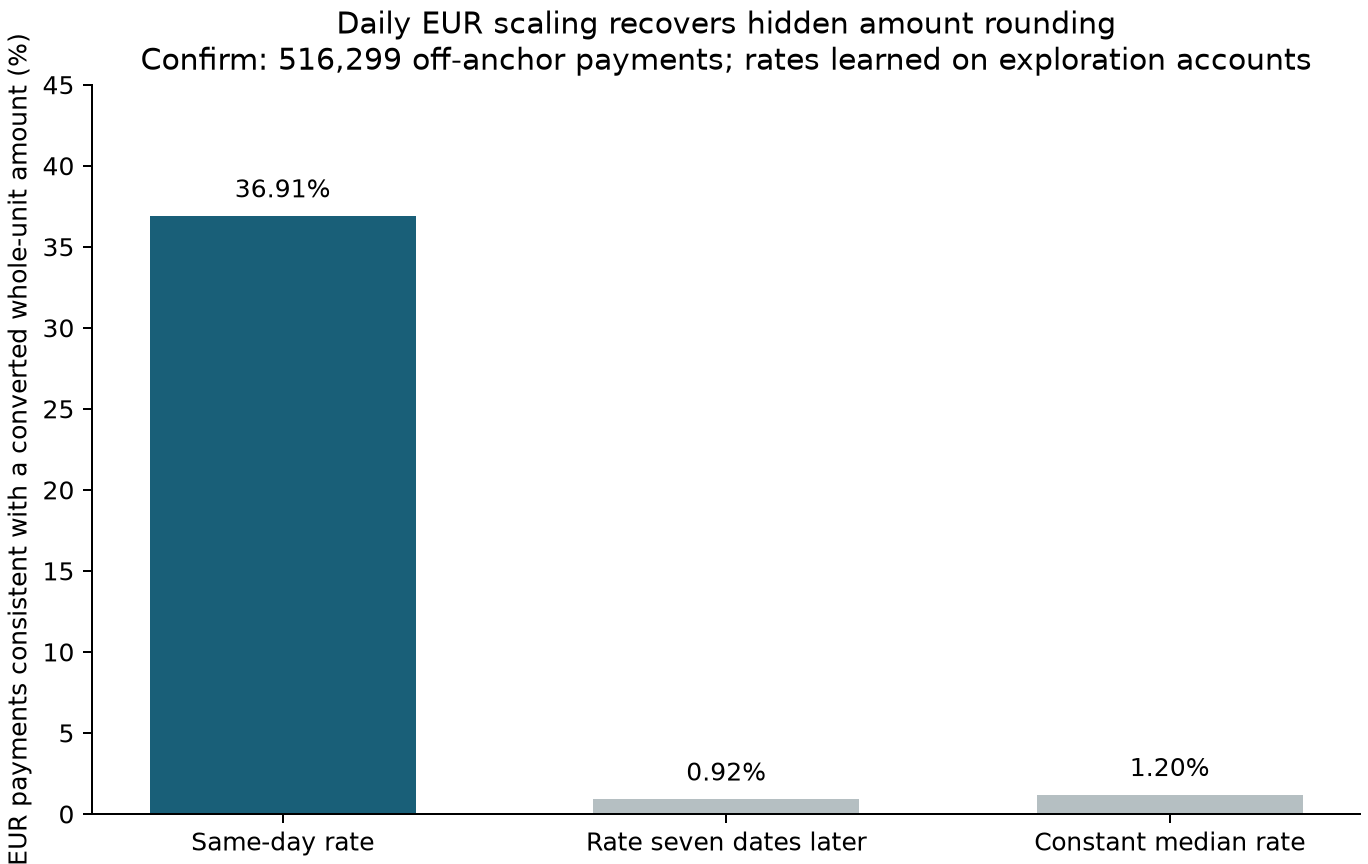 Daily EUR scaling recovers hidden amount rounding
Confirm: 516,299 off-anchor payments; rates learned on exploration accounts
EUR payments consistent with a converted whole-unit amount (%)
45
40
35
30
25
20
15
10
5
0
36.91%
0.92%
1.20%
Same-day rate
Rate seven dates later
Constant median rate